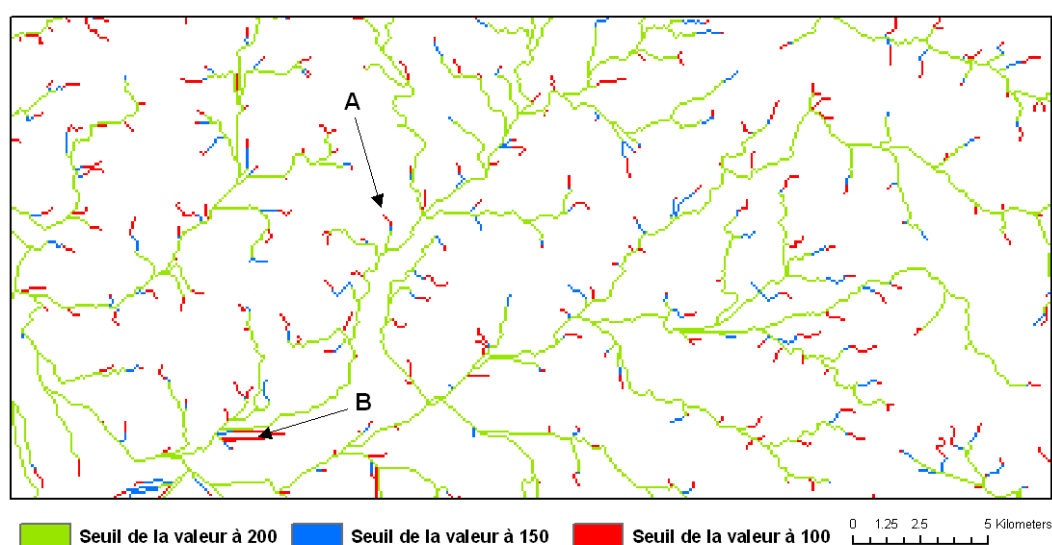 A
B
Seuil de la valeur à 200
Seuil de la valeur à 150
Seuil de la valeur à 100
0 1.25 2.5 5 Kilometers